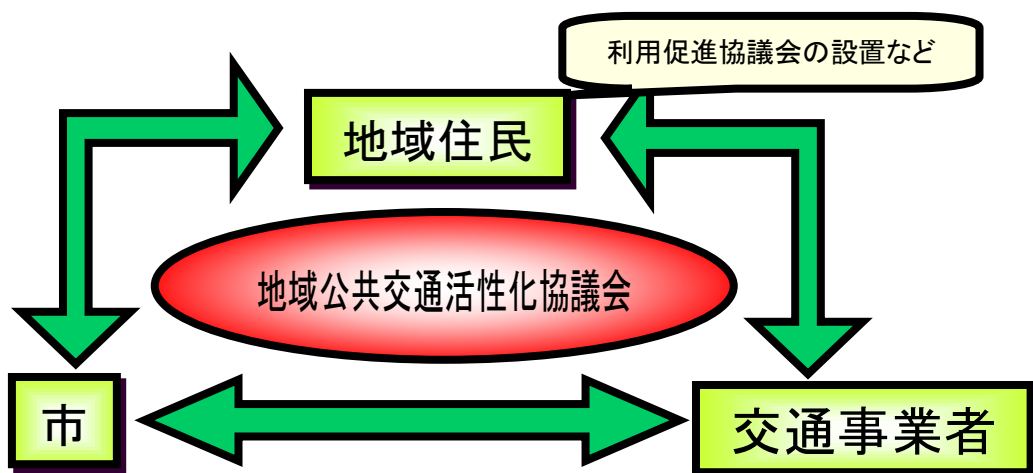 利用促進協議会の設置など
地域住民
地域公共交通活性化協議会
市
交通事業者